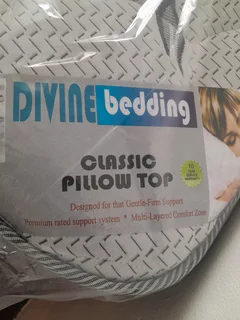 DIVINE bedding
CLASSIC
PILLOW TOP
Designed for that Gentle-Firm Support
Premium rated support system * Multi-Layered Comfort Zone
10